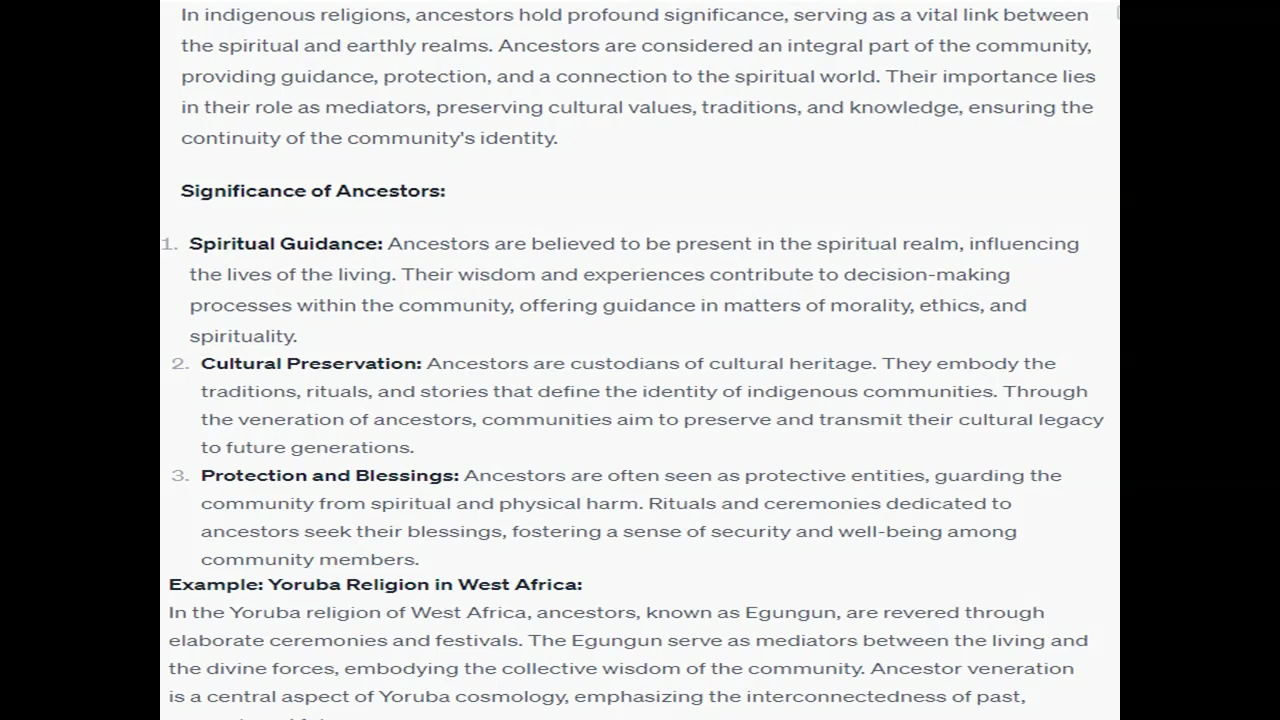 In indigenous religions, ancestors hold profound significance, serving as a vital link between
the spiritual and earthly realms. Ancestors are considered an integral part of the community,
providing guidance, protection, and a connection to the spiritual world. Their importance lies
in their role as mediators, preserving cultural values, traditions, and knowledge, ensuring the
continuity of the community's identity.
Significance of Ancestors:
1. Spiritual Guidance: Ancestors are believed to be present in the spiritual realm, influencing
the lives of the living. Their wisdom and experiences contribute to decision-making
processes within the community, offering guidance in matters of morality, ethics, and
spirituality.
2. Cultural Preservation: Ancestors are custodians of cultural heritage. They embody the
traditions, rituals, and stories that define the identity of indigenous communities. Through
the veneration of ancestors, communities aim to preserve and transmit their cultural legacy
to future generations.
3. Protection and Blessings: Ancestors are often seen as protective entities, guarding the
community from spiritual and physical harm. Rituals and ceremonies dedicated to
ancestors seek their blessings, fostering a sense of security and well-being among
community members.
Example: Yoruba Religion in West Africa:
In the Yoruba religion of West Africa, ancestors, known as Egungun, are revered through
elaborate ceremonies and festivals. The Egungun serve as mediators between the living and
the divine forces, embodying the collective wisdom of the community. Ancestor veneration
is a central aspect of Yoruba cosmology, emphasizing the interconnectedness of past,